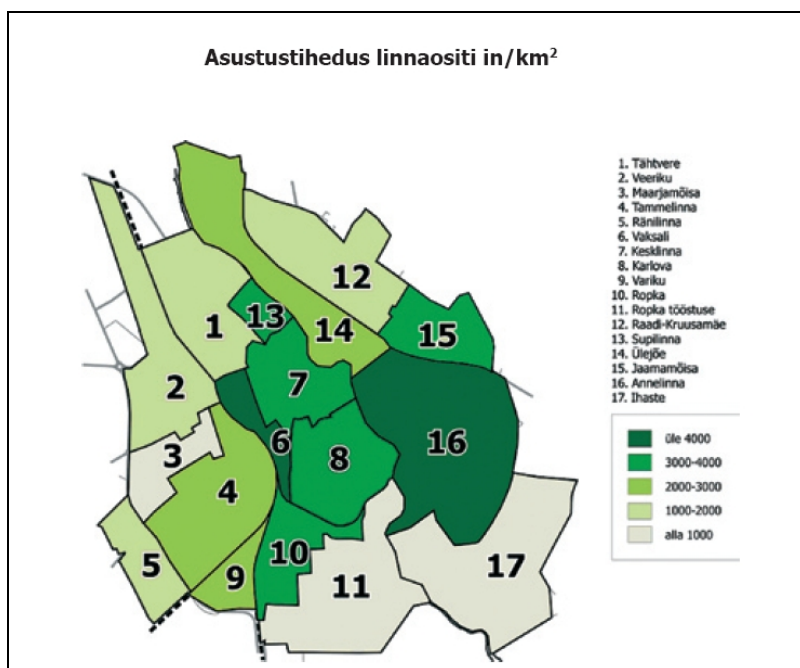 Asustustihedus linnaositi in/km²
1. Tähtvere
2. Veeriku
3. Maarjamõisa
4. Tammelinna
5. Ränilinna
6. Vaksali
7. Kesklinna
8. Karlova
9. Variku
10. Ropka
11. Ropka tööstuse
12. Raadi-Kruusamäe
13. Supilinna
14. Ülejõe
15. Jaamamõisa
16. Annelinna
17. Ihaste
12
13
14
15
1
7
2
16
6
3
8
4
10
5
9
11
17
üle 4000
3000-4000
2000-3000
1000-2000
alla 1000